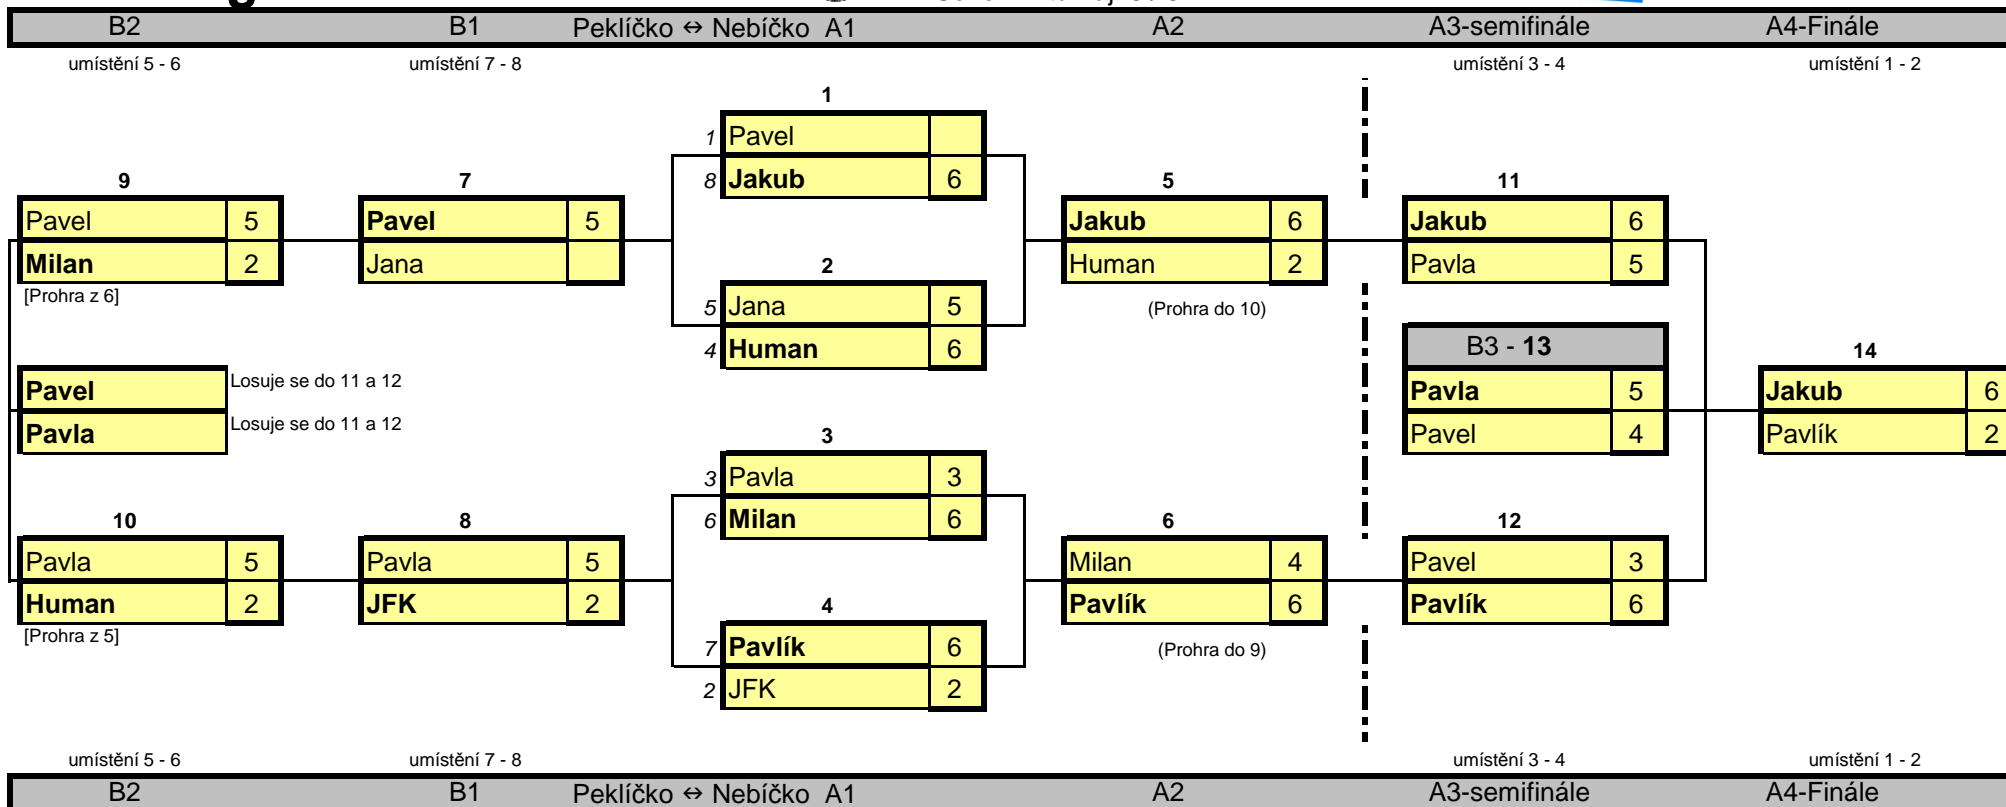 B2 B1 Peklíčko ⇔ Nebíčko A1 A2 A3-semifinále A4-Finále
umístění 5 - 6 umístění 7 - 8 umístění 3 - 4 umístění 1 - 2
1
1 Pavel
8 Jakub 6
9 7 5 11
Pavel 5 Pavel 5 Jakub 6 Jakub 6
Milan 2 Jana Human 2 Pavla 5
2
[Prohra z 6]
5 Jana 5 (Prohra do 10)
4 Human 6 B3 - 13 14
Pavel Losuje se do 11 a 12 Pavla 5 Jakub 6
Pavla Losuje se do 11 a 12 Pavel 4 Pavlík 2
3
3 Pavla 3
6 Milan 6
10 8 6 12
Pavla 5 Pavla 5 Milan 4 Pavel 3
Human 2 JFK 2 Pavlík 6 Pavlík 6
4
[Prohra z 5]
7 Pavlík 6 (Prohra do 9)
2 JFK 2
umístění 5 - 6 umístění 7 - 8 umístění 3 - 4 umístění 1 - 2
B2 B1 Peklíčko ⇔ Nebíčko A1 A2 A3-semifinále A4-Finále